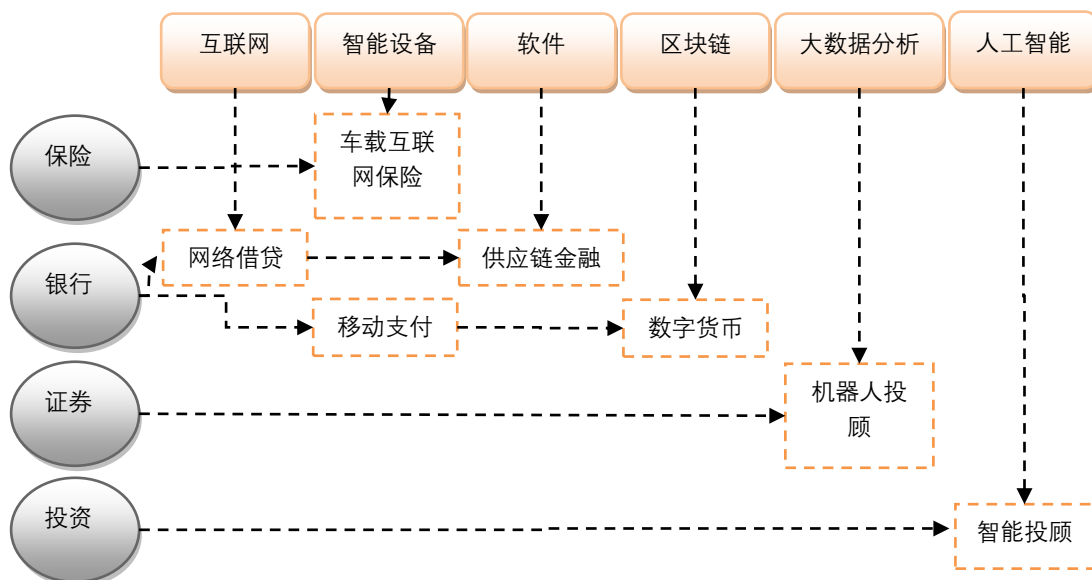 互联网
智能设备
软件
区块链
大数据分析
人工智能
保险
车载互联
网保险
银行
网络借贷
供应链金融
移动支付
数字货币
证券
机器人投
顾
投资
智能投顾